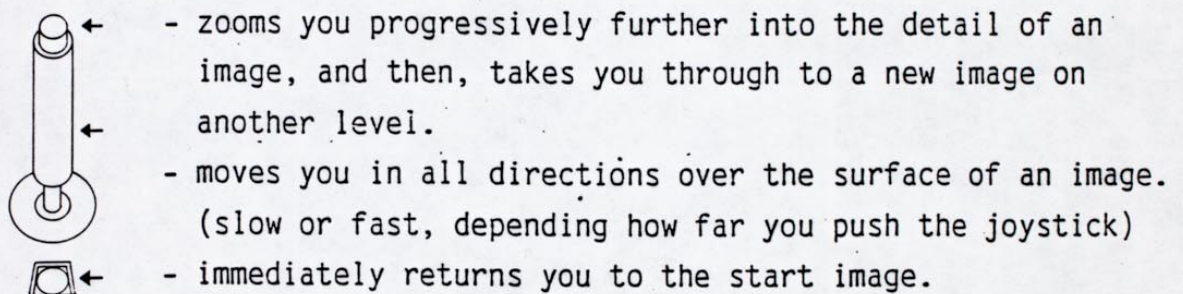 - zooms you progressively further into the detail of an
image, and then, takes you through to a new image on
another level.
- moves you in all directions over the surface of an image.
(slow or fast, depending how far you push the joystick)
- immediately returns you to the start image.